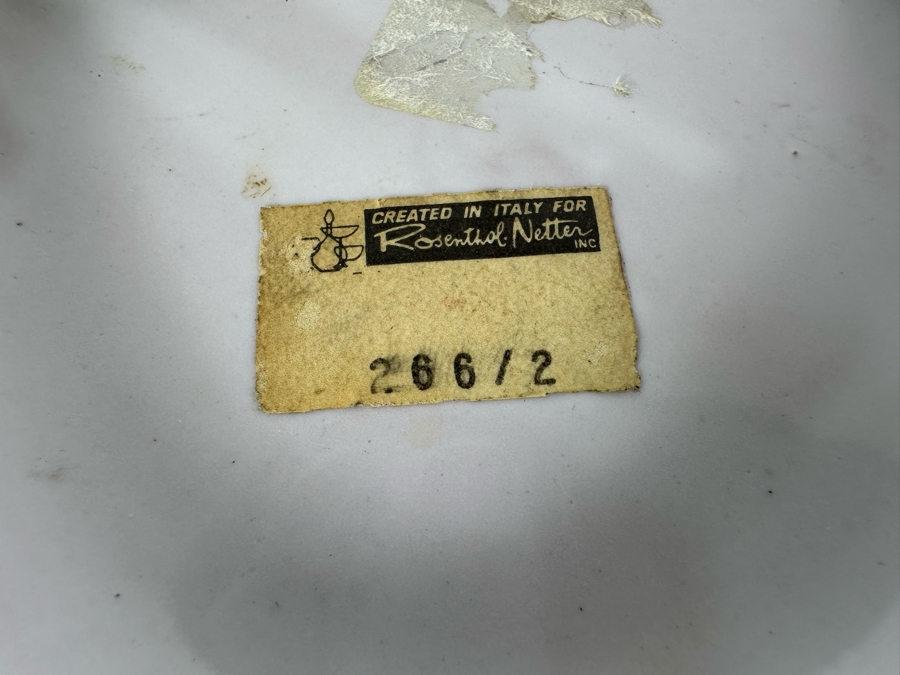 CREATED IN ITALY FOR
Rosenthal-Netter
INC
266/2